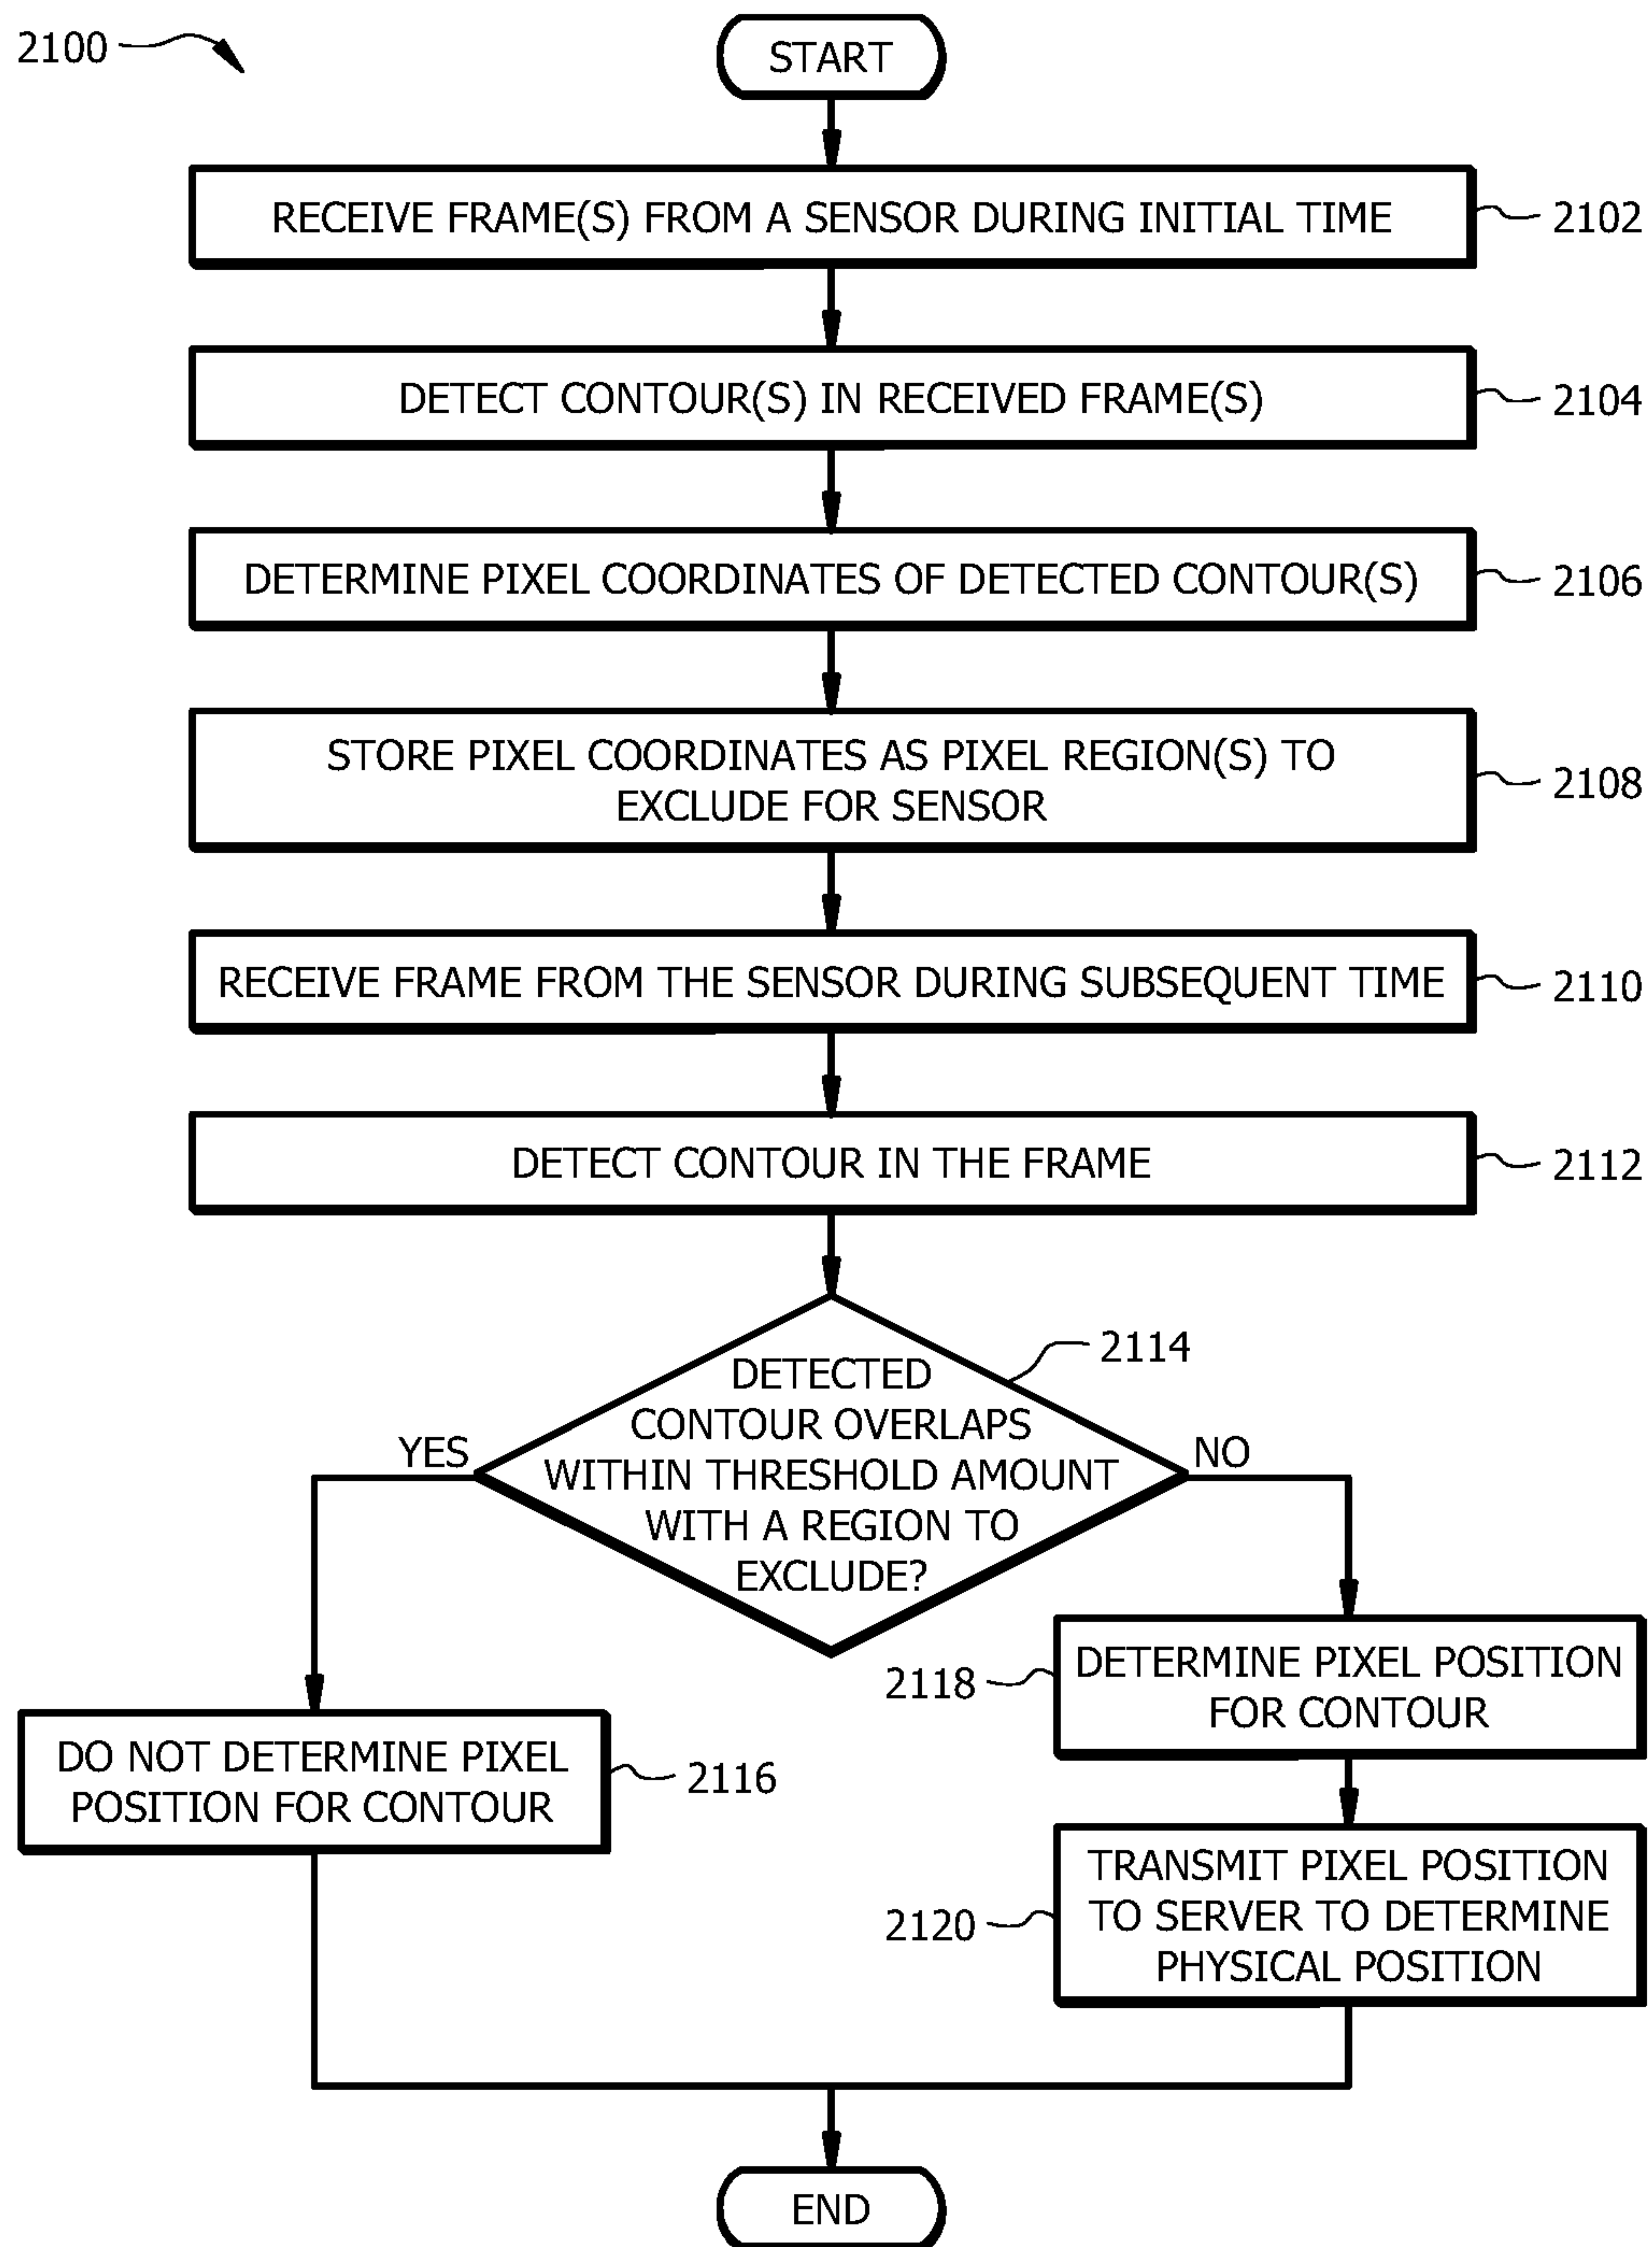 2100
START
RECEIVE FRAME(S) FROM A SENSOR DURING INITIAL TIME
2102
DETECT CONTOUR(S) IN RECEIVED FRAME(S)
2104
DETERMINE PIXEL COORDINATES OF DETECTED CONTOUR(S)
2106
STORE PIXEL COORDINATES AS PIXEL REGION(S) TO
EXCLUDE FOR SENSOR
2108
RECEIVE FRAME FROM THE SENSOR DURING SUBSEQUENT TIME
2110
DETECT CONTOUR IN THE FRAME
2112
DETECTED
CONTOUR OVERLAPS
WITHIN THRESHOLD AMOUNT
WITH A REGION TO
EXCLUDE?
2114
YES
NO
DO NOT DETERMINE PIXEL
POSITION FOR CONTOUR
2116
DETERMINE PIXEL POSITION
FOR CONTOUR
2118
TRANSMIT PIXEL POSITION
TO SERVER TO DETERMINE
PHYSICAL POSITION
2120
END